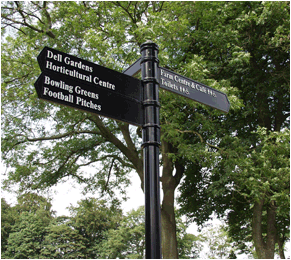 Dell Gardens
Horticultural Centre
Bowling Greens
Football Pitches
Farm Centre & Cafe
Toilets